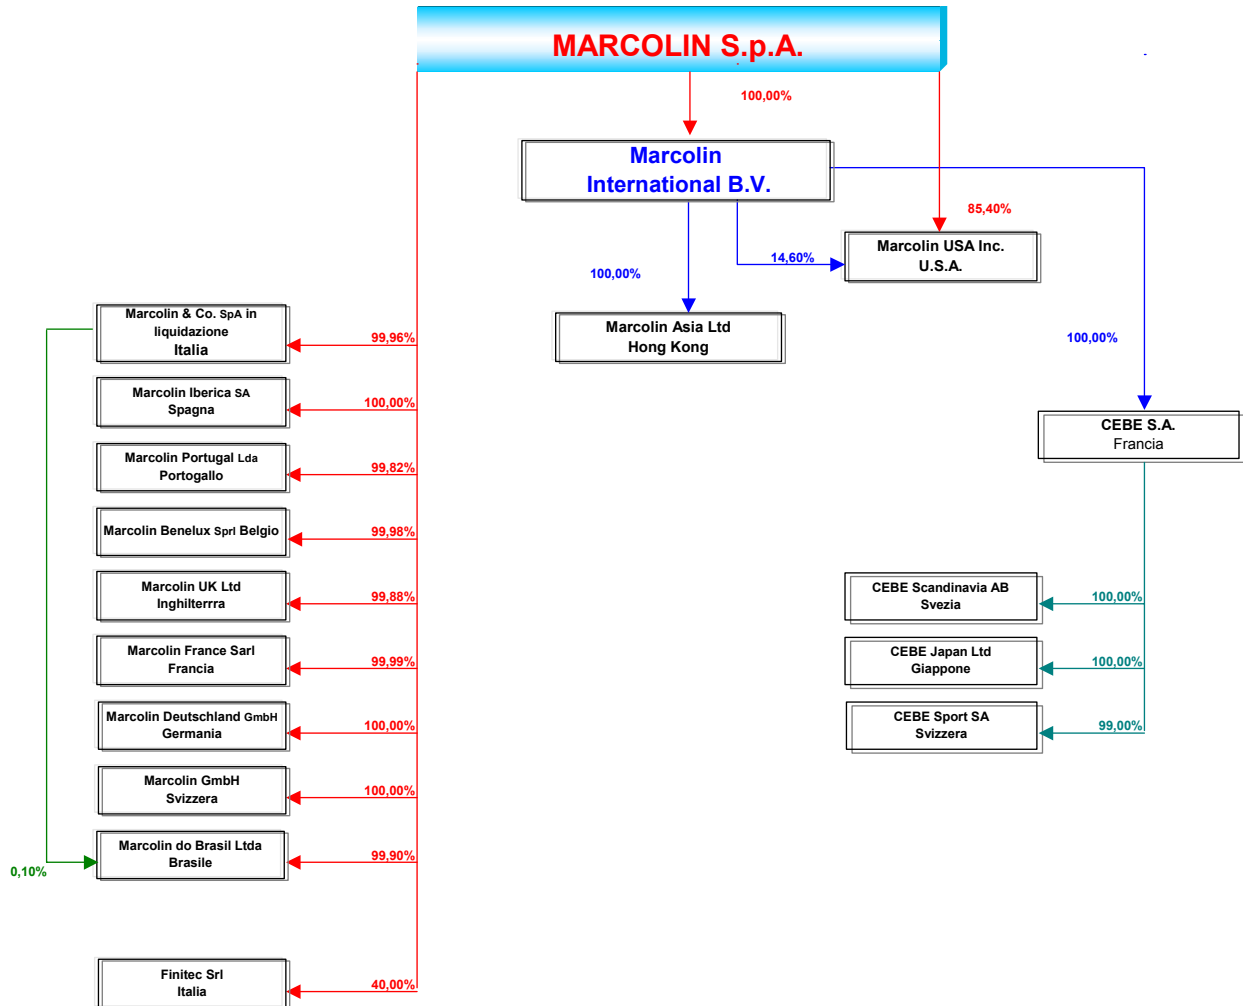 MARCOLIN S.p.A.
100,00%
Marcolin
International B.V.
85,40%
Marcolin USA Inc.
U.S.A.
14,60%
100,00%
Marcolin Asia Ltd
Hong Kong
100,00%
CEBE S.A.
Francia
Marcolin & Co. SpA in
liquidazione
Italia
99,96%
Marcolin Iberica SA
Spagna
100,00%
Marcolin Portugal Lda
Portogallo
99,82%
Marcolin Benelux Sprl Belgio
99,98%
Marcolin UK Ltd
Inghilterrra
99,88%
Marcolin France Sarl
Francia
99,99%
Marcolin Deutschland GmbH
Germania
100,00%
Marcolin GmbH
Svizzera
100,00%
Marcolin do Brasil Ltda
Brasile
99,90%
0,10%
Finitec Srl
Italia
40,00%
CEBE Scandinavia AB
Svezia
100,00%
CEBE Japan Ltd
Giappone
100,00%
CEBE Sport SA
Svizzera
99,00%